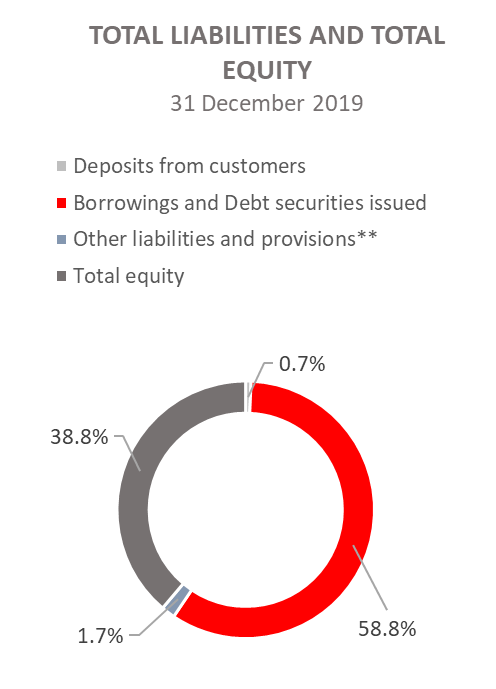 TOTAL LIABILITIES AND TOTAL
EQUITY
31 December 2019
Deposits from customers
Borrowings and Debt securities issued
Other liabilities and provisions**
Total equity
0.7%
38.8%
1.7%
58.8%